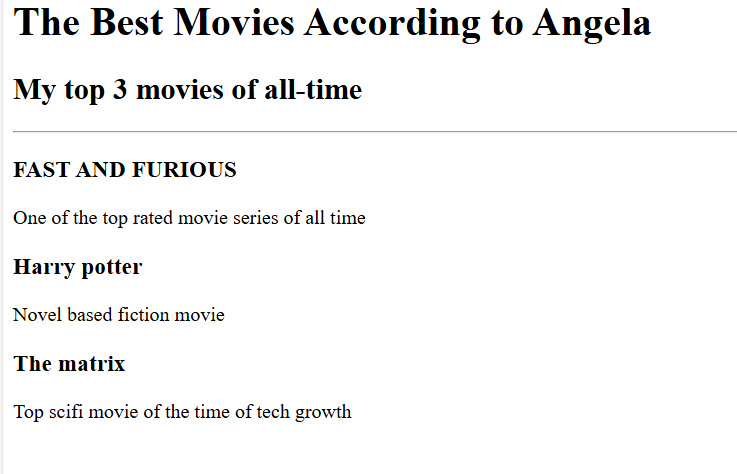 The Best Movies According to Angela
My top 3 movies of all-time
FAST AND FURIOUS
One of the top rated movie series of all time
Harry potter
Novel based fiction movie
The matrix
Top scifi movie of the time of tech growth